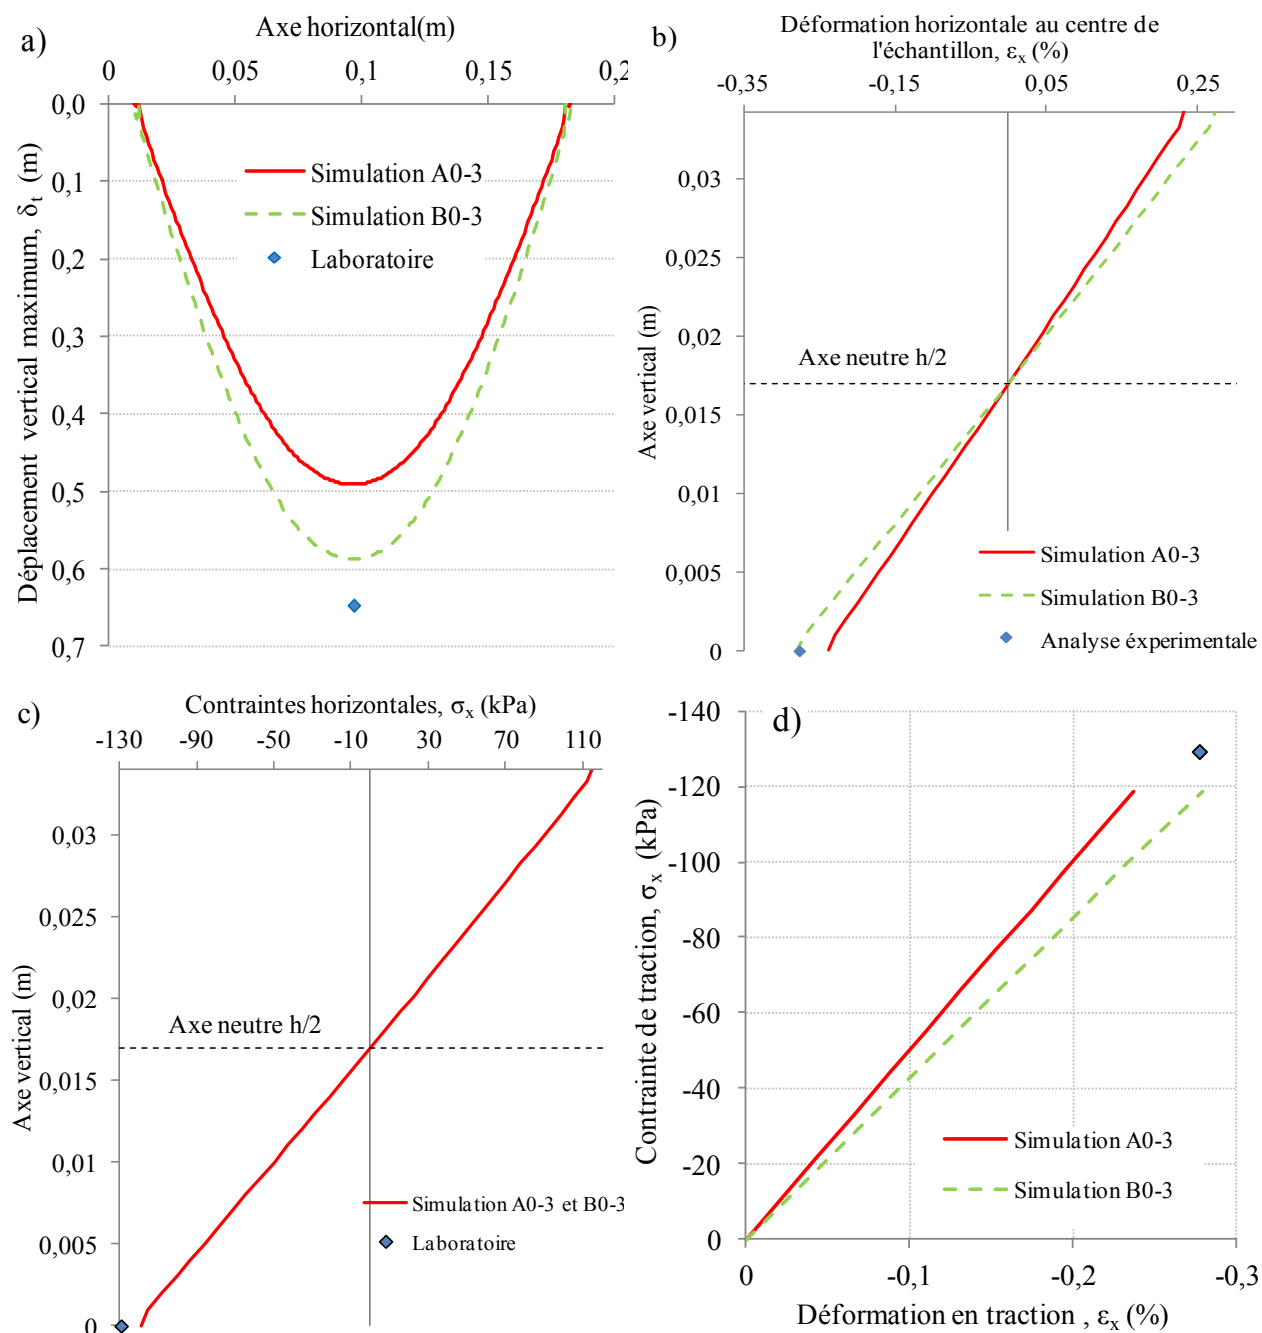 a)
Axe horizontal(m)
0 0,05 0,1 0,15 0,2
Déplacement vertical maximum, δt (m)
0,0
0,1
0,2
0,3
0,4
0,5
0,6
0,7
Simulation A0-3
Simulation B0-3
Laboratoire
b)
Déformation horizontale au centre de
l'échantillon, εx (%)
-0,35 -0,15 0,05 0,25
Axe vertical (m)
0,03
0,025
0,02
0,015
0,01
0,005
0
Axe neutre h/2
Simulation A0-3
Simulation B0-3
Analyse éxperimentale
c)
Contraintes horizontales, σx (kPa)
-130 -90 -50 -10 30 70 110
Axe vertical (m)
0,03
0,025
0,02
0,015
0,01
0,005
0
Axe neutre h/2
Simulation A0-3 et B0-3
Laboratoire
d)
Contrainte de traction, σx (kPa)
-140
-120
-100
-80
-60
-40
-20
0
Simulation A0-3
Simulation B0-3
0 -0,1 -0,2 -0,3
Déformation en traction , εx (%)